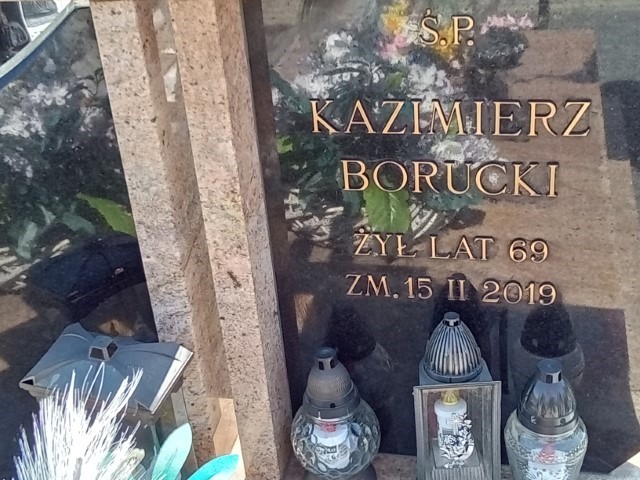 Ś.P.
KAZIMIERZ
BORUCKI
ŻYŁ LAT 69
ZM. 15 II 2019